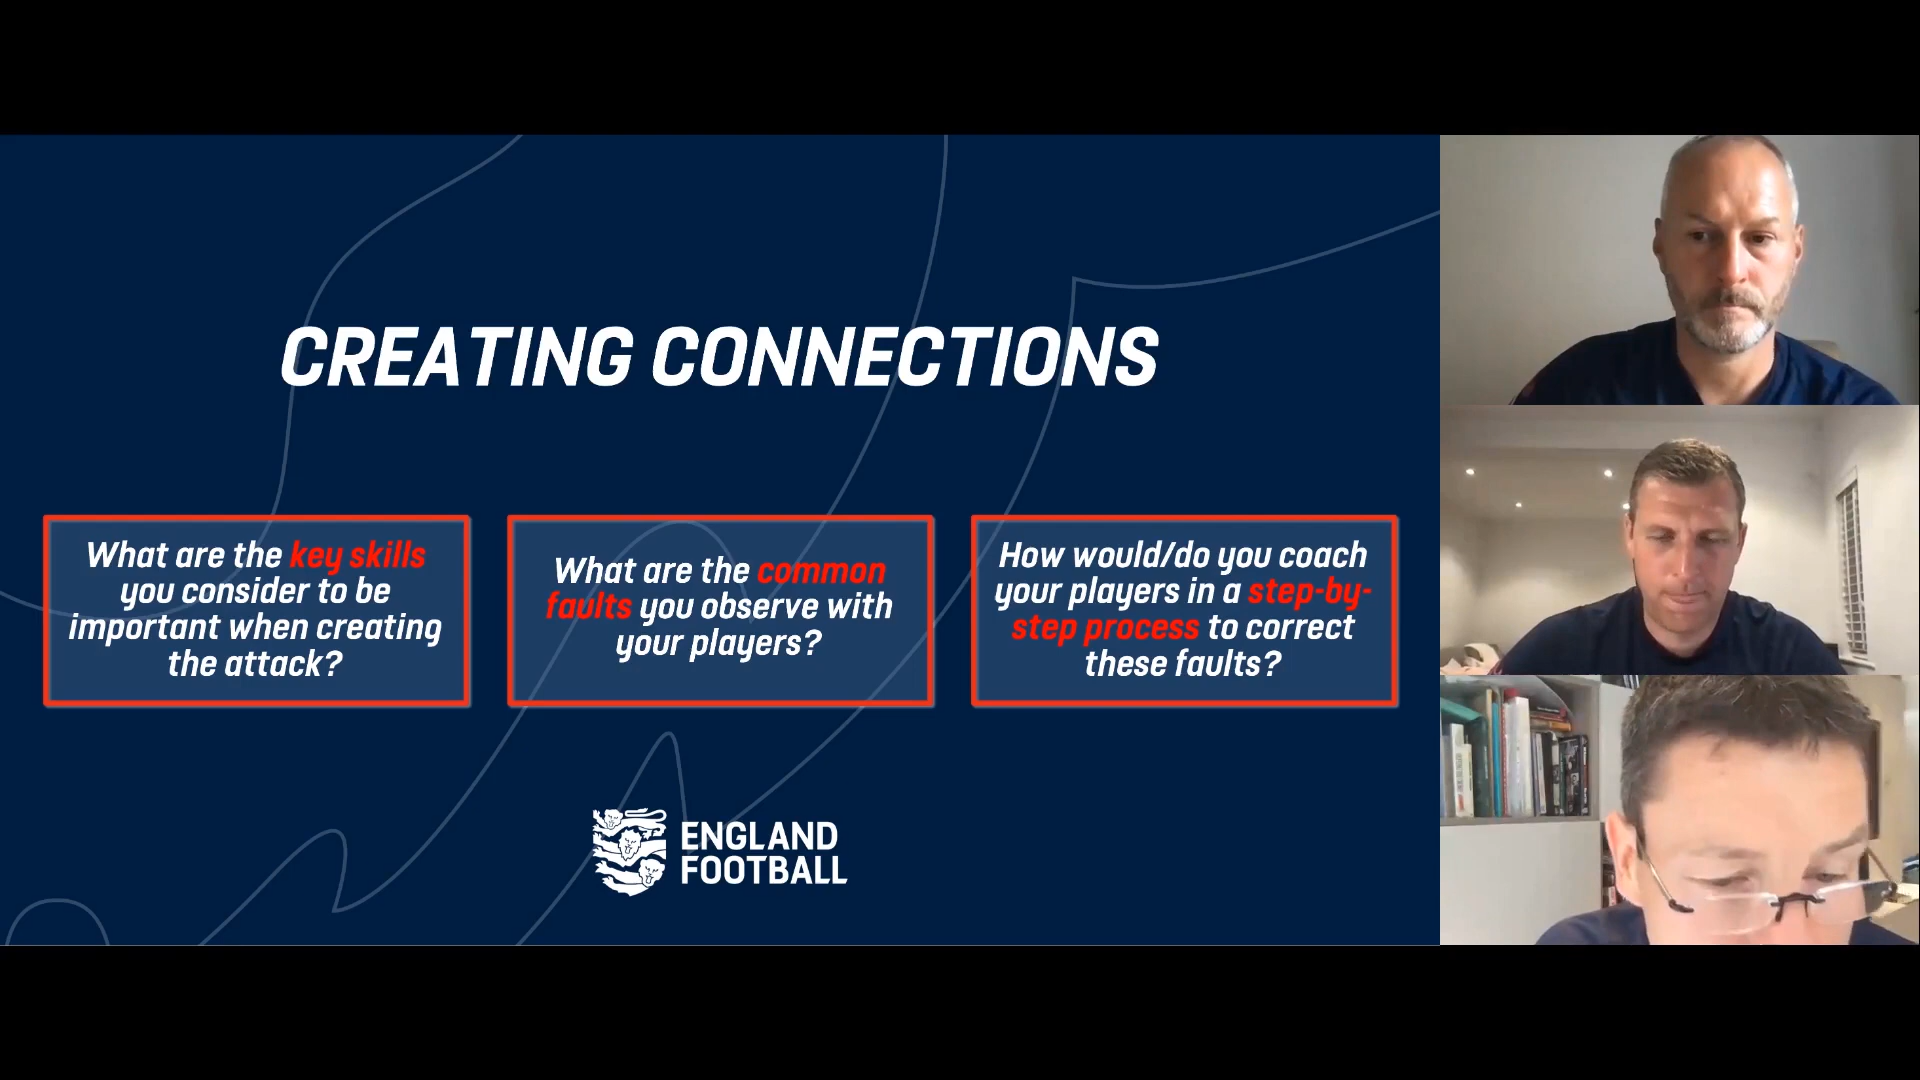 CREATING CONNECTIONS
What are the key skills
you consider to be
important when creating
the attack?
What are the common
faults you observe with
your players?
How would/do you coach
your players in a step-by-
step process to correct
these faults?
ENGLAND
FOOTBALL